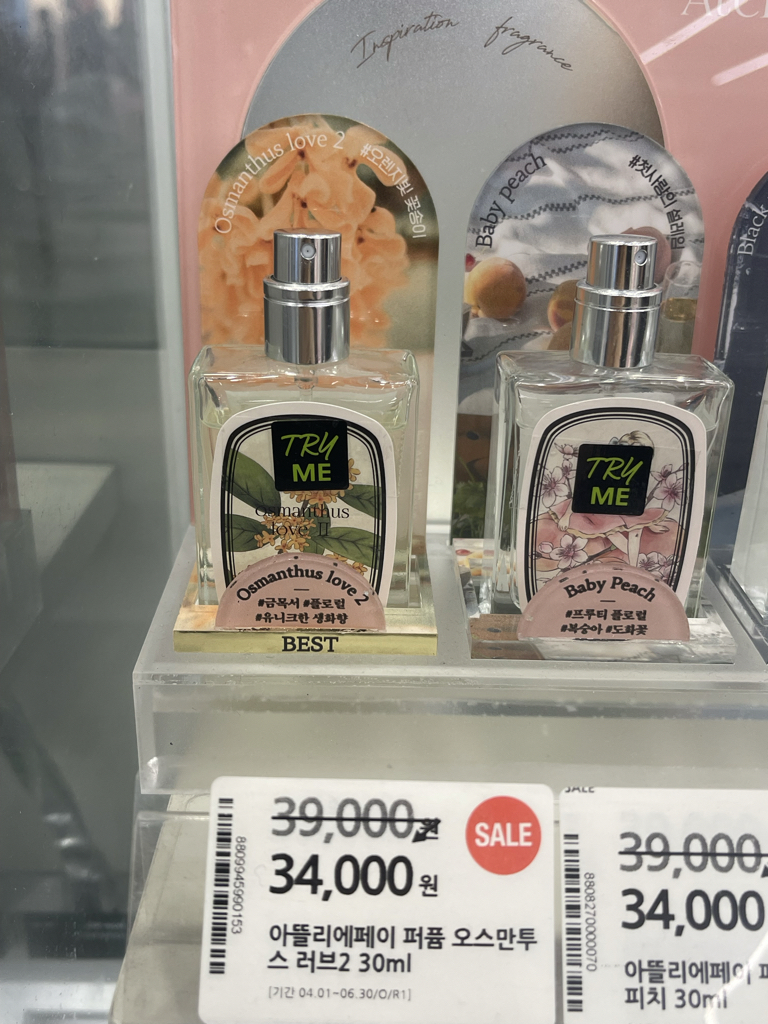 Inspiration fragrance
Osmanthus love 2 #오렌지빛 꽃송이
Baby peach #첫사랑의 설레임
Black
TRY
ME
Osmanthus
love II
Osmanthus love 2
#금목서 #플로럴
#유니크한 생화향
BEST
TRY
ME
Baby Peach
#프루티 플로럴
#복숭아 #도화꽃
39,000원
SALE
34,000원
8809945990153
아뜰리에페이 퍼퓸 오스만투
스 러브2 30ml
[기간 04.01~06.30/O/R1]
SALE
39,000
34,000
8808270000070
아뜰리에페이
피치 30ml